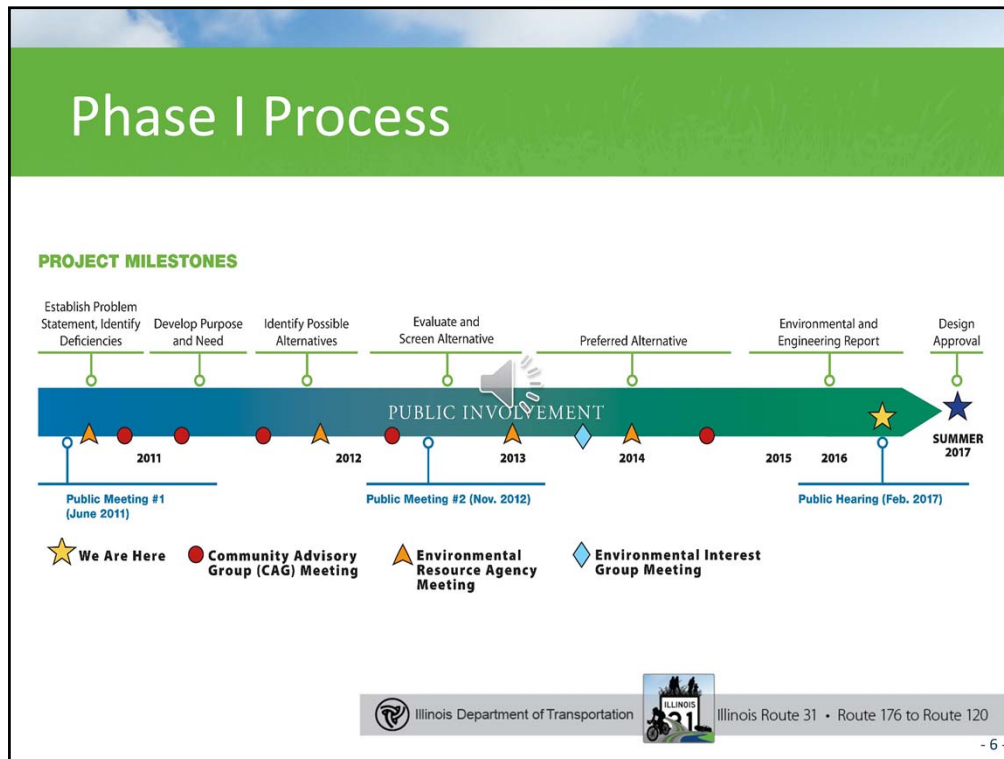 Phase I Process
PROJECT MILESTONES
Establish Problem
Statement, Identify
Deficiencies
Develop Purpose
and Need
Identify Possible
Alternatives
Evaluate and
Screen Alternative
Preferred Alternative
Environmental and
Engineering Report
Design
Approval
PUBLIC INVOLVEMENT
2011
2012
2013
2014
2015
2016
SUMMER
2017
Public Meeting #1
(June 2011)
Public Meeting #2 (Nov. 2012)
Public Hearing (Feb. 2017)
We Are Here
Community Advisory
Group (CAG) Meeting
Environmental
Resource Agency
Meeting
Environmental Interest
Group Meeting
Illinois Department of Transportation
ILLINOIS
31
Illinois Route 31 • Route 176 to Route 120
- 6 -